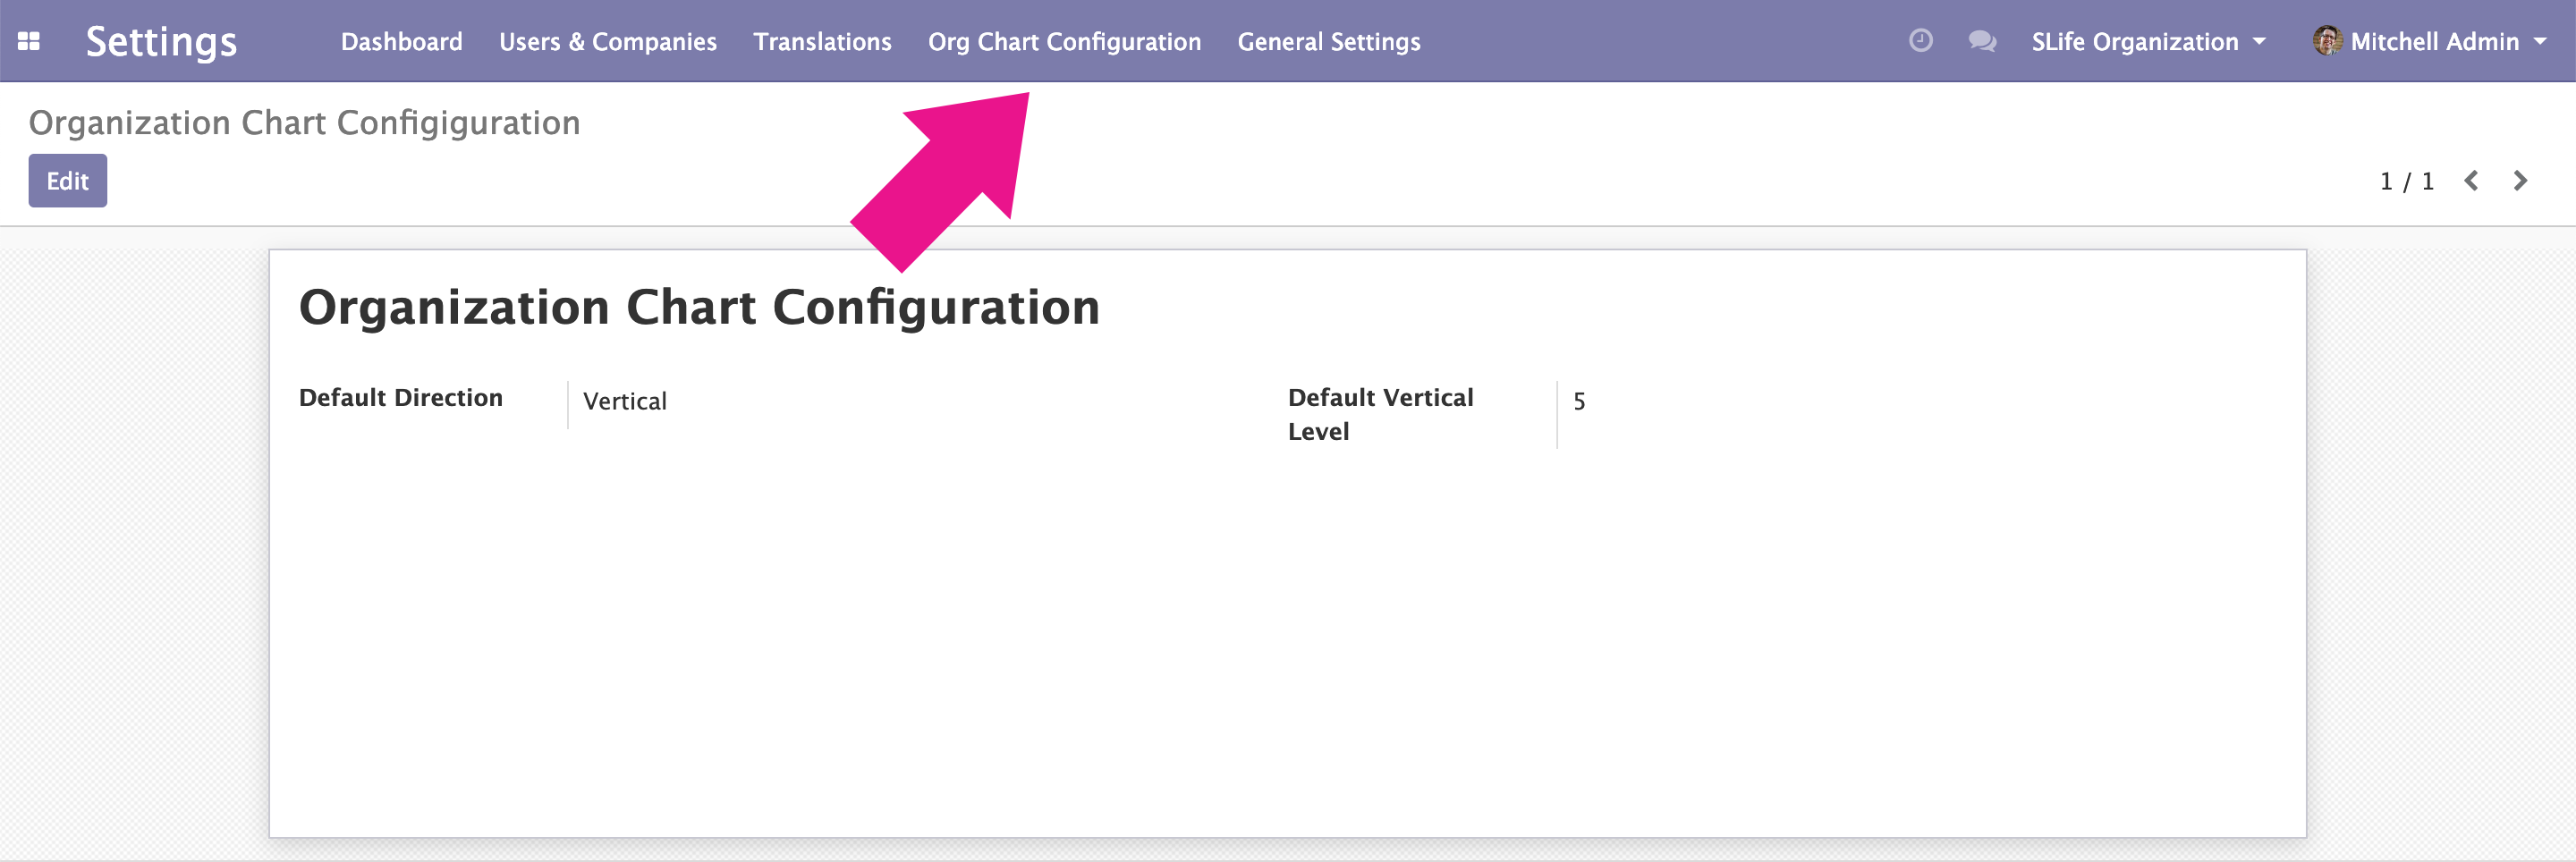 Settings Dashboard Users & Companies Translations Org Chart Configuration General Settings SLife Organization Mitchell Admin
Organization Chart Configiguration
Edit 1 / 1
Organization Chart Configuration
Default Direction Vertical
Default Vertical Level 5